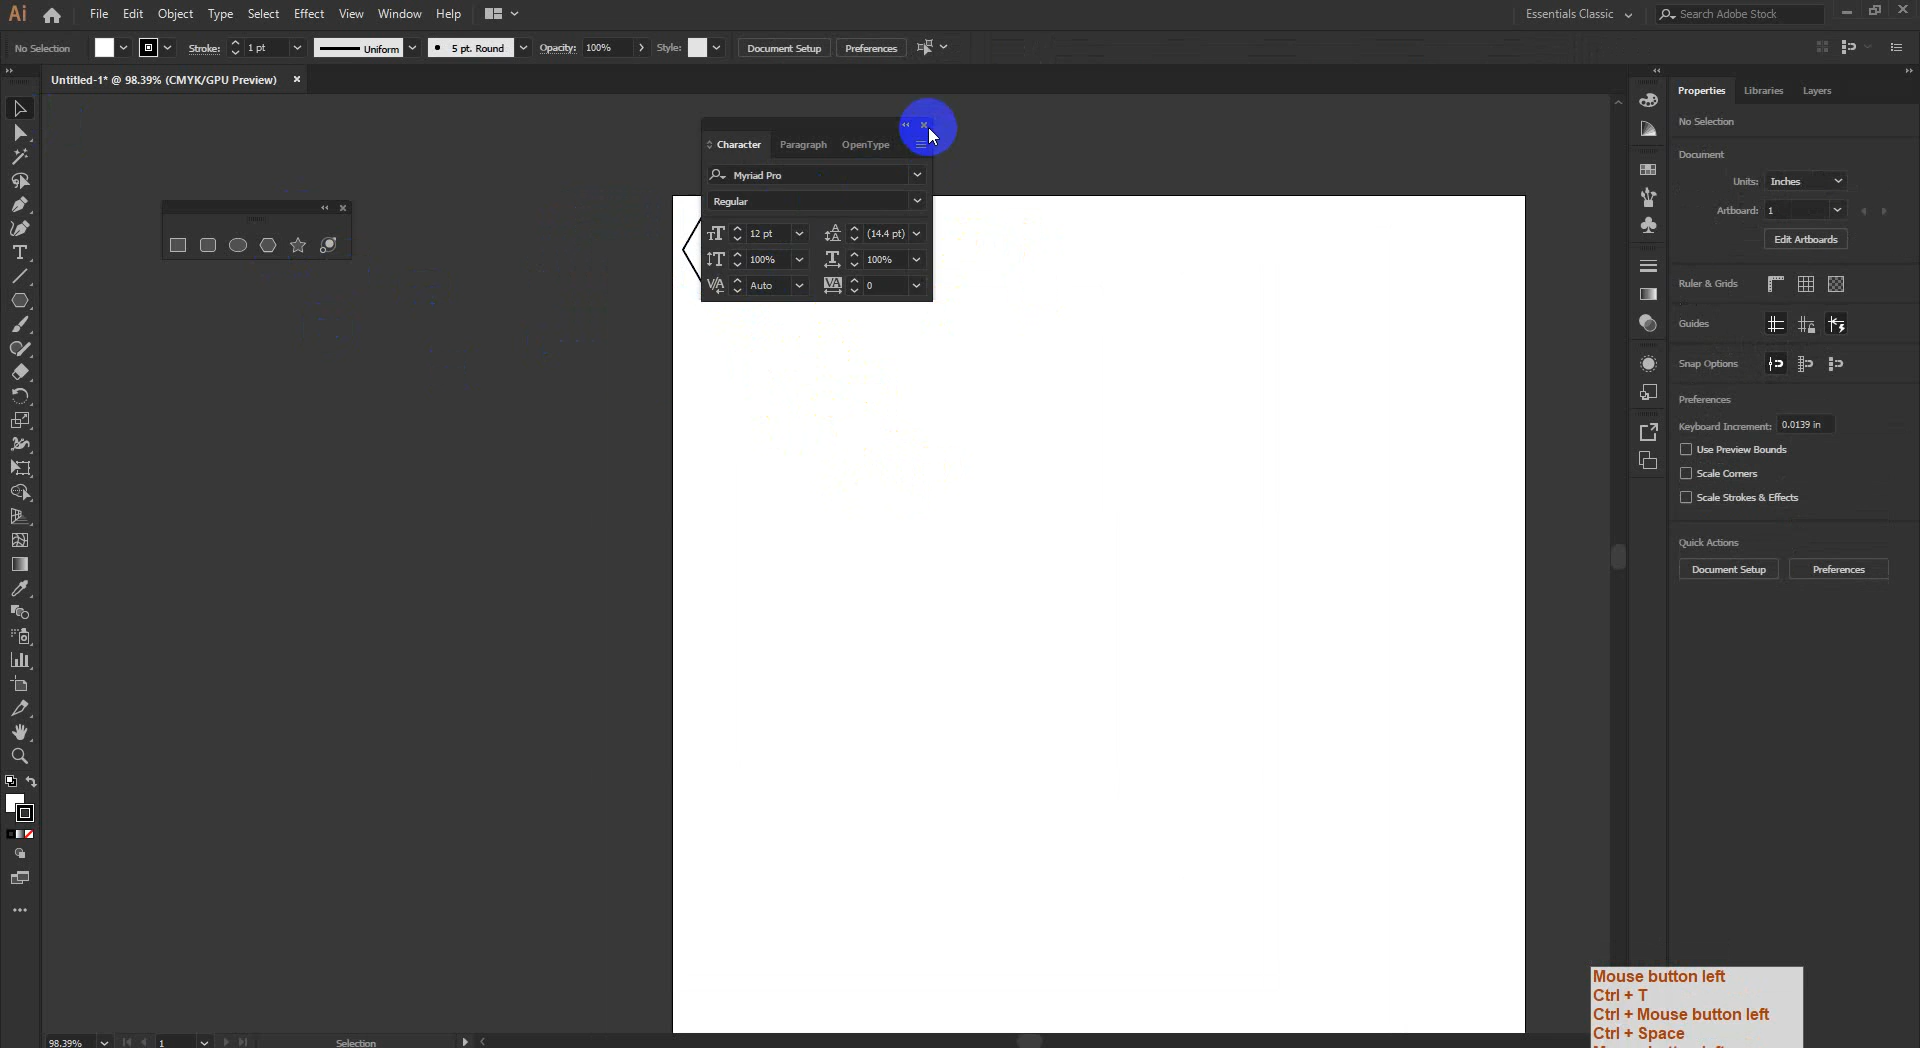 Ai File Edit Object Type Select Effect View Window Help Essentials Classic Search Adobe Stock
No Selection Stroke: 1 pt Uniform 5 pt. Round Opacity: 100% Style: Document Setup Preferences
Untitled-1* @ 98.39% (CMYK/GPU Preview)
Character Paragraph OpenType
Myriad Pro
Regular
12 pt (14.4 pt)
100% 100%
Auto 0
Properties Libraries Layers
No Selection
Document
Units: Inches
Artboard: 1
Edit Artboards
Ruler & Grids
Guides
Snap Options
Preferences
Keyboard Increment: 0.0139 in
Use Preview Bounds
Scale Corners
Scale Strokes & Effects
Quick Actions
Document Setup Preferences
Mouse button left
Ctrl + T
Ctrl + Mouse button left
Ctrl + Space
98.39% 1 Selection